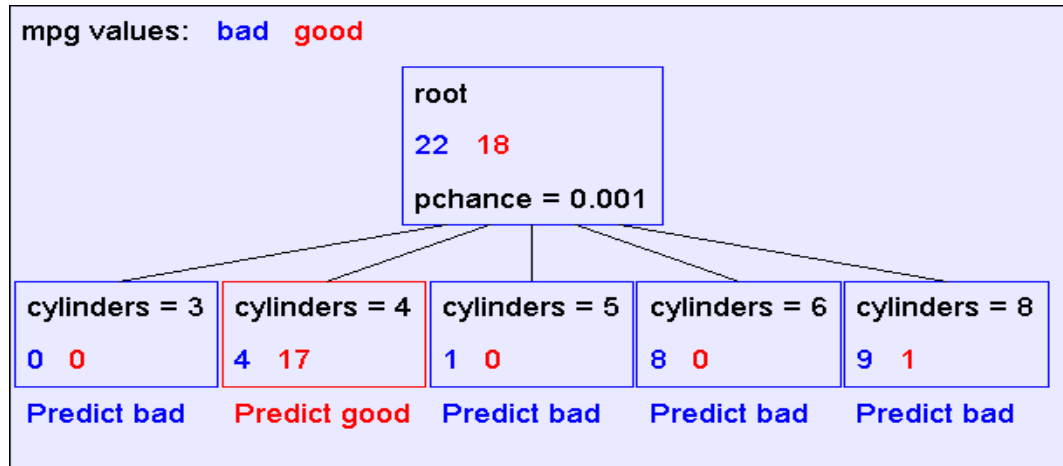 mpg values: bad good
root
22 18
pchance = 0.001
cylinders = 3 cylinders = 4 cylinders = 5 cylinders = 6 cylinders = 8
0 0 4 17 1 0 8 0 9 1
Predict bad Predict good Predict bad Predict bad Predict bad